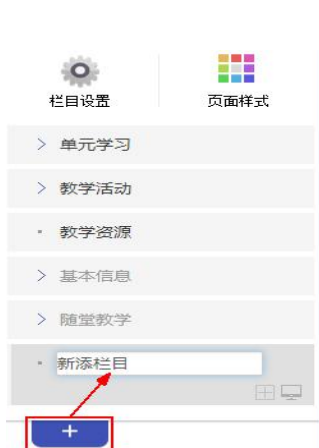 栏目设置 页面样式
> 单元学习
> 教学活动
▪ 教学资源
> 基本信息
> 随堂教学
▪ 新添栏目
+